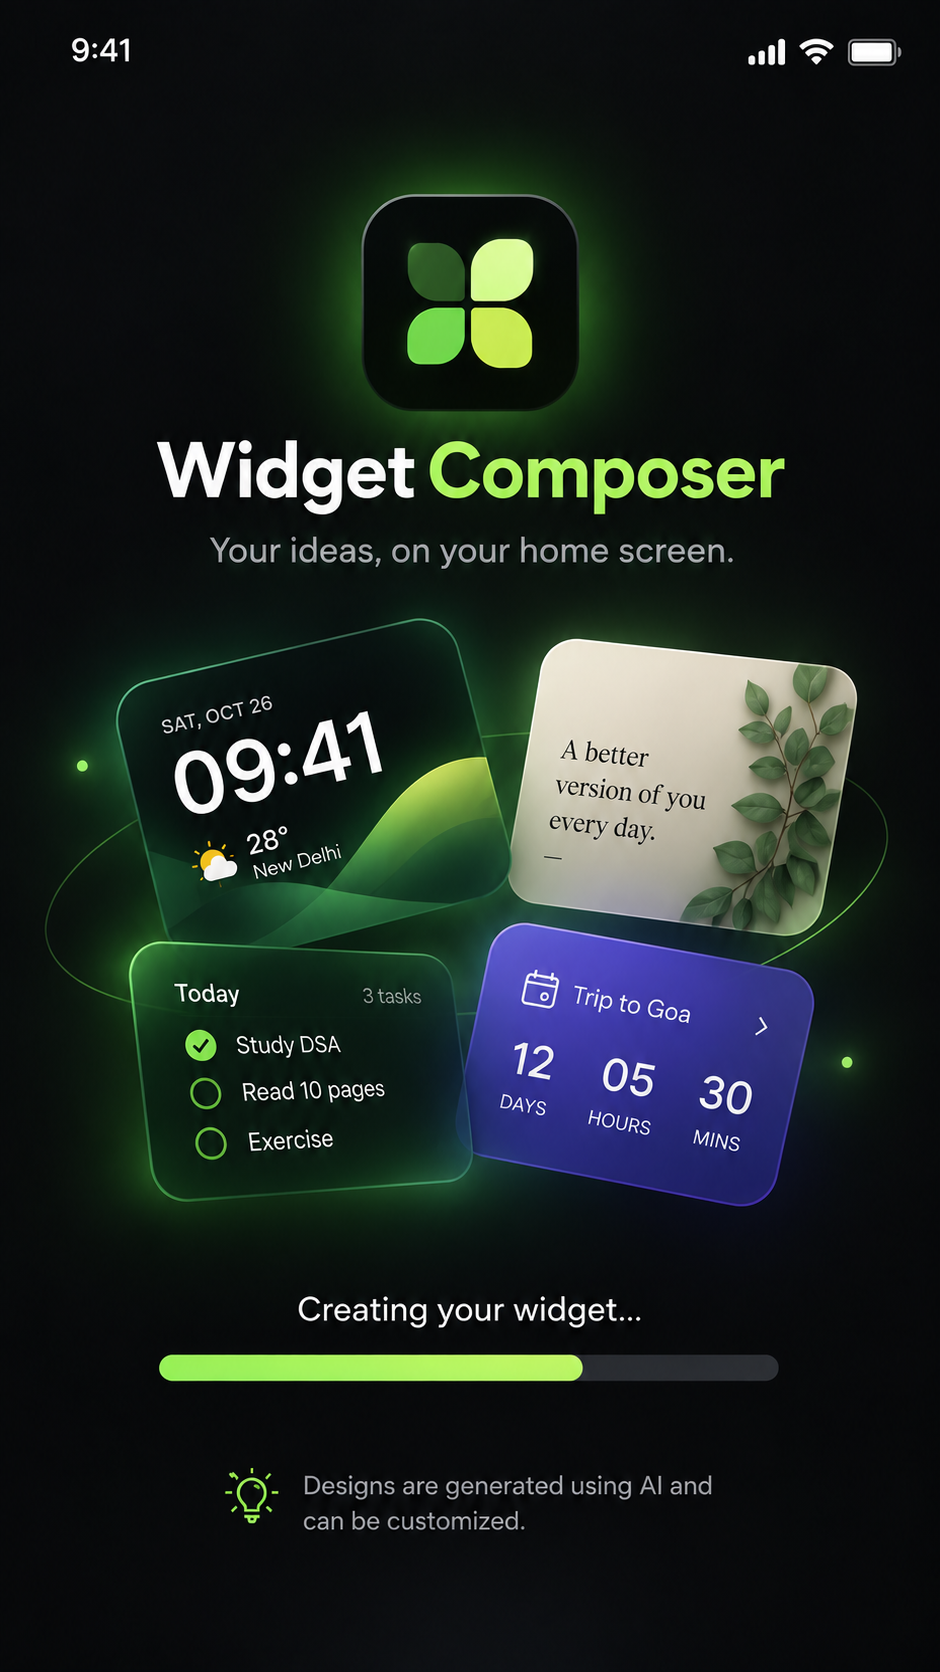 9:41
Widget Composer
Your ideas, on your home screen.
SAT, OCT 26
09:41
28°
New Delhi
A better
version of you
every day.
—
Today
3 tasks
Study DSA
Read 10 pages
Exercise
Trip to Goa
12
DAYS
05
HOURS
30
MINS
Creating your widget...
Designs are generated using AI and
can be customized.